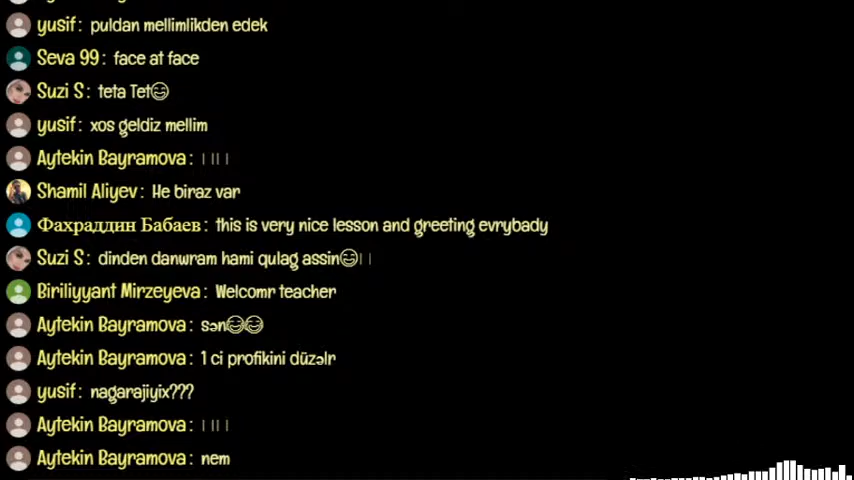 yusif: puldan mellimlikden edek
Seva 99: face at face
Suzi S: teta Tet😄
yusif: xos geldiz mellim
Aytekin Bayramova:
Shamil Aliyev: He biraz var
Фахраддин Бабаев: this is very nice lesson and greeting evrybady
Suzi S: dinden danwram hami qulag assin😄
Biriliyyant Mirzeyeva: Welcomr teacher
Aytekin Bayramova: sən😄😄
Aytekin Bayramova: 1 ci profikini düzəlr
yusif: nagarajiyix???
Aytekin Bayramova:
Aytekin Bayramova: nem